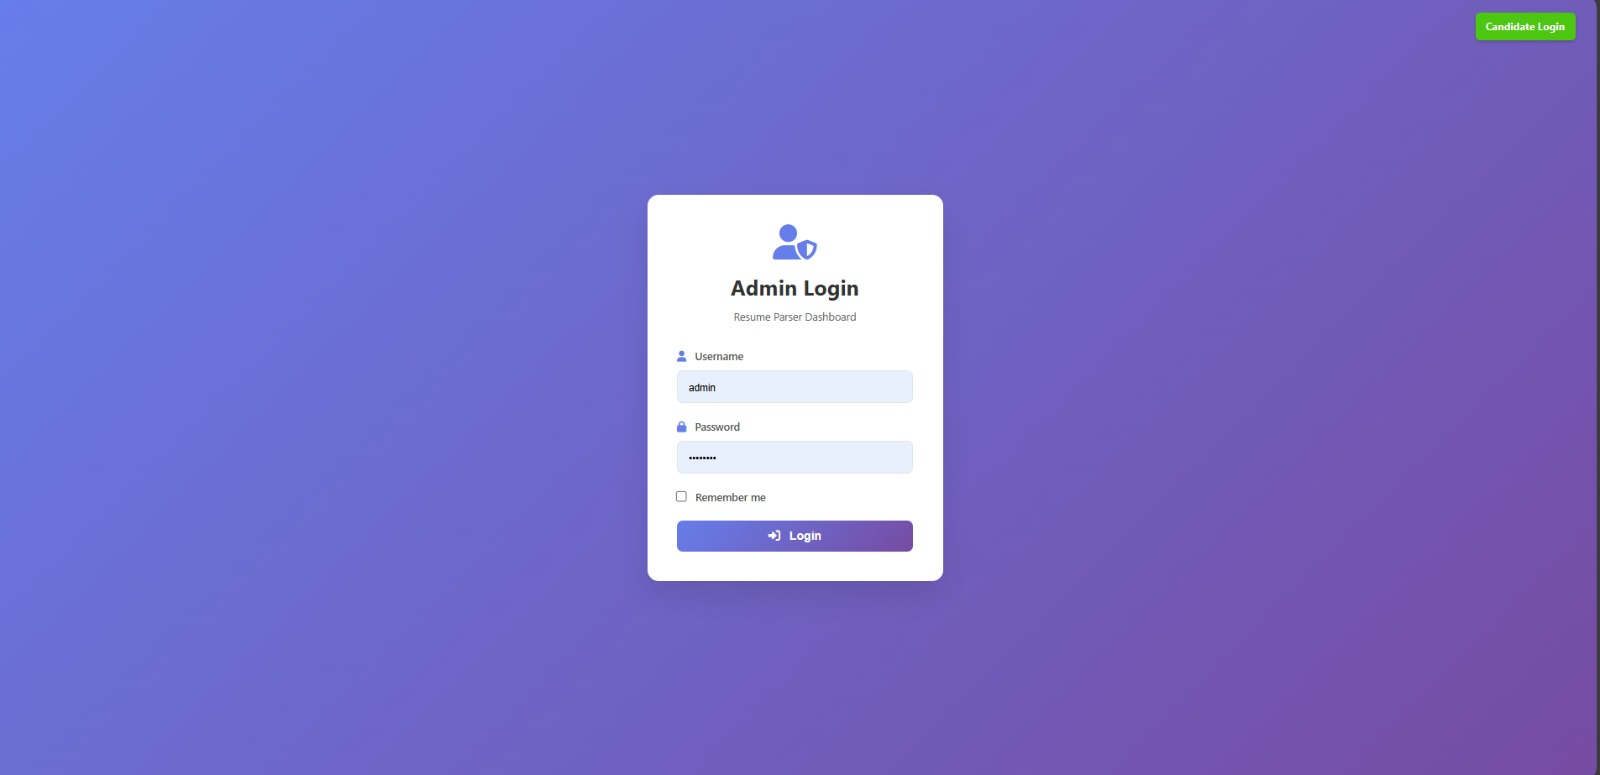 Candidate Login
Admin Login
Resume Parser Dashboard
Username
admin
Password
••••••••
Remember me
Login